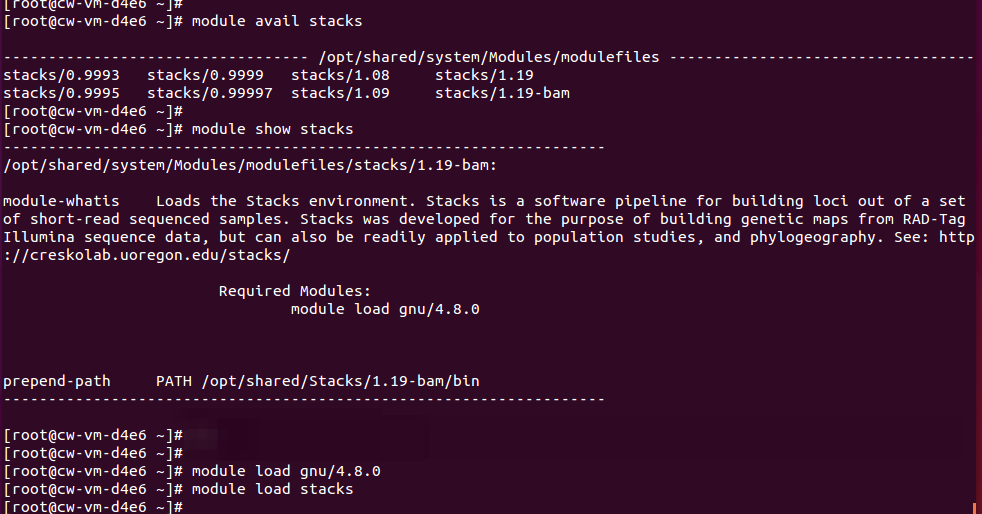 [root@cw-vm-d4e6 ~]#
[root@cw-vm-d4e6 ~]# module avail stacks
---------------------------------- /opt/shared/system/Modules/modulefiles ----------------------------------
stacks/0.9993   stacks/0.9999   stacks/1.08     stacks/1.19
stacks/0.9995   stacks/0.99997  stacks/1.09     stacks/1.19-bam
[root@cw-vm-d4e6 ~]#
[root@cw-vm-d4e6 ~]# module show stacks
-------------------------------------------------------------------
/opt/shared/system/Modules/modulefiles/stacks/1.19-bam:
module-whatis    Loads the Stacks environment. Stacks is a software pipeline for building loci out of a set
of short-read sequenced samples. Stacks was developed for the purpose of building genetic maps from RAD-Tag
Illumina sequence data, but can also be readily applied to population studies, and phylogeography. See: http
://creskolab.uoregon.edu/stacks/
Required Modules:
module load gnu/4.8.0
prepend-path     PATH /opt/shared/Stacks/1.19-bam/bin
-------------------------------------------------------------------
[root@cw-vm-d4e6 ~]#
[root@cw-vm-d4e6 ~]#
[root@cw-vm-d4e6 ~]# module load gnu/4.8.0
[root@cw-vm-d4e6 ~]# module load stacks
[root@cw-vm-d4e6 ~]#